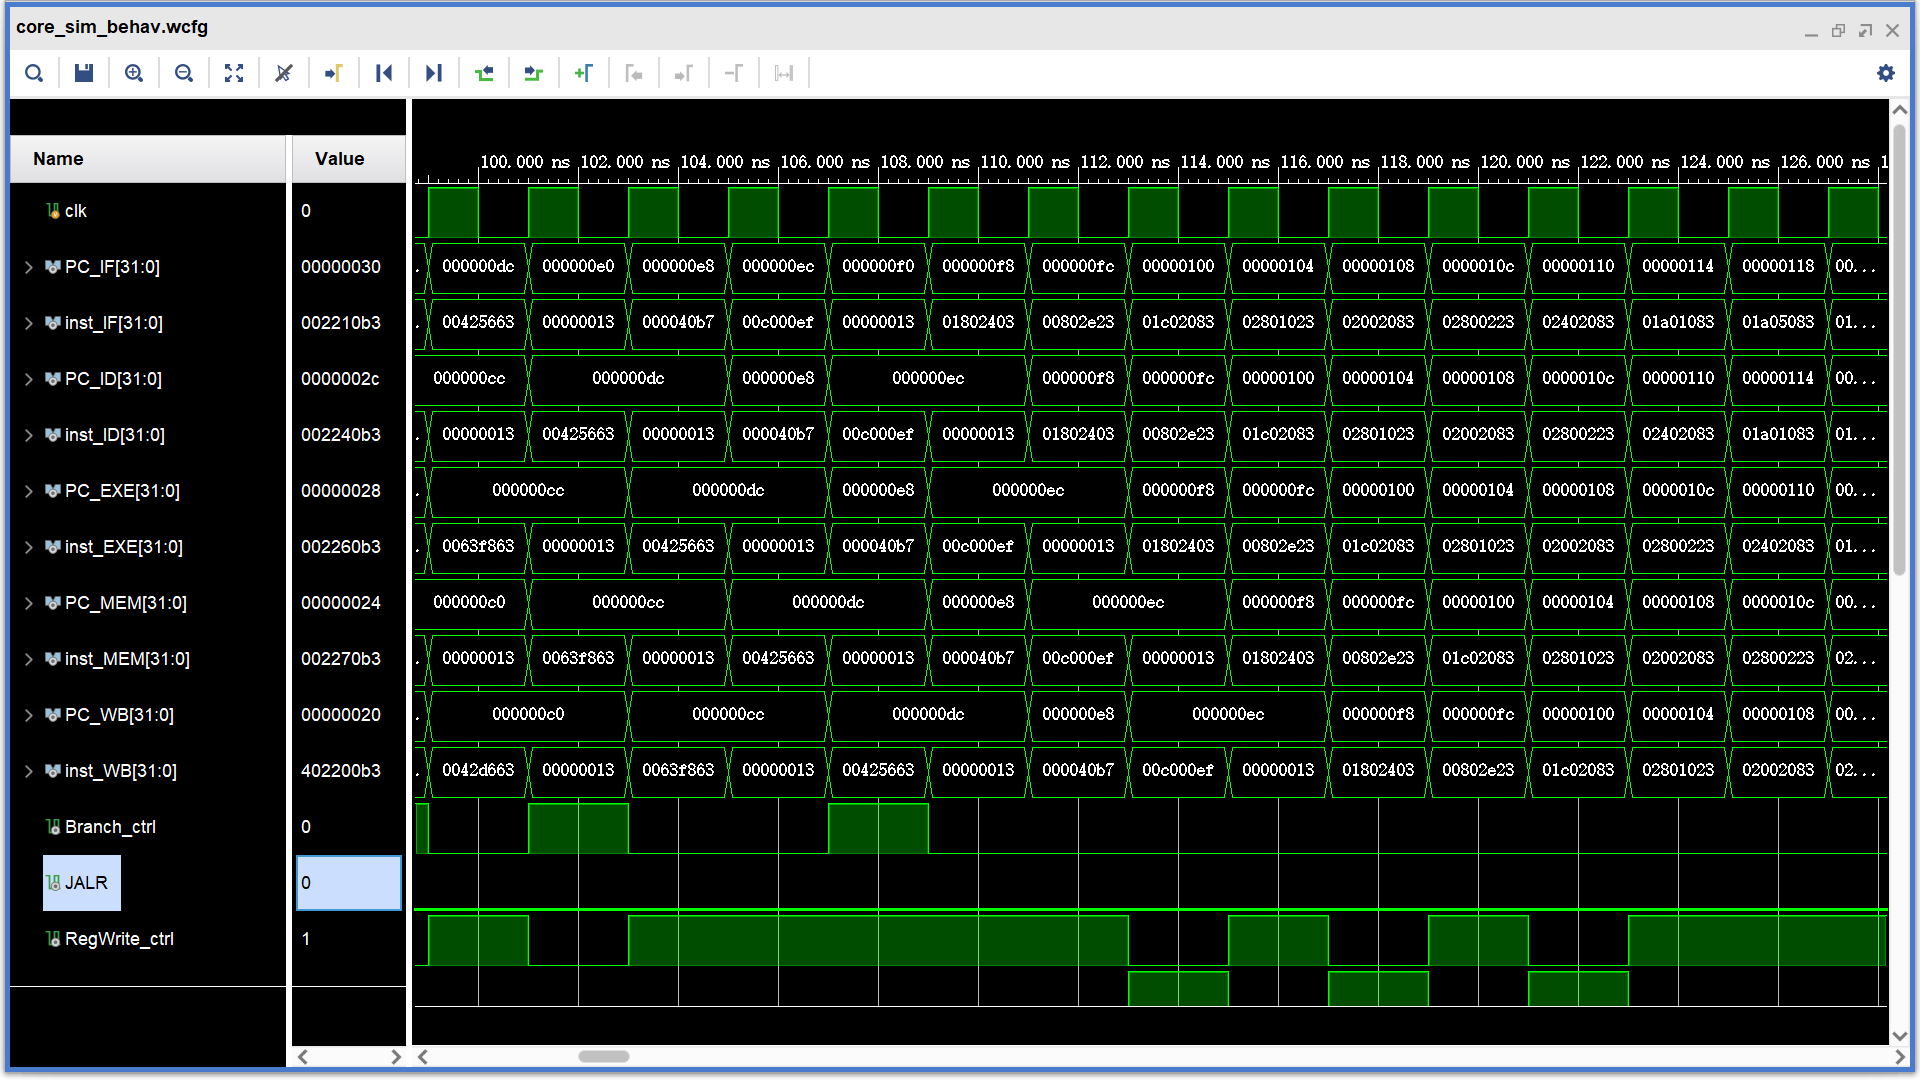 core_sim_behav.wcfg
Name Value
100.000 ns 102.000 ns 104.000 ns 106.000 ns 108.000 ns 110.000 ns 112.000 ns 114.000 ns 116.000 ns 118.000 ns 120.000 ns 122.000 ns 124.000 ns 126.000 ns 1
clk 0
PC_IF[31:0] 00000030 . 000000dc 000000e0 000000e8 000000ec 000000f0 000000f8 000000fc 00000100 00000104 00000108 0000010c 00000110 00000114 00000118 00...
inst_IF[31:0] 002210b3 . 00425663 00000013 000040b7 00c000ef 00000013 01802403 00802e23 01c02083 02801023 02002083 02800223 02402083 01a01083 01a05083 01...
PC_ID[31:0] 0000002c 000000cc 000000dc 000000e8 000000ec 000000f8 000000fc 00000100 00000104 00000108 0000010c 00000110 00000114 00...
inst_ID[31:0] 002240b3 . 00000013 00425663 00000013 000040b7 00c000ef 00000013 01802403 00802e23 01c02083 02801023 02002083 02800223 02402083 01a01083 01...
PC_EXE[31:0] 00000028 . 000000cc 000000dc 000000e8 000000ec 000000f8 000000fc 00000100 00000104 00000108 0000010c 00000110 00...
inst_EXE[31:0] 002260b3 . 0063f863 00000013 00425663 00000013 000040b7 00c000ef 00000013 01802403 00802e23 01c02083 02801023 02002083 02800223 02402083 01...
PC_MEM[31:0] 00000024 000000c0 000000cc 000000dc 000000e8 000000ec 000000f8 000000fc 00000100 00000104 00000108 0000010c 00...
inst_MEM[31:0] 002270b3 . 00000013 0063f863 00000013 00425663 00000013 000040b7 00c000ef 00000013 01802403 00802e23 01c02083 02801023 02002083 02800223 02...
PC_WB[31:0] 00000020 . 000000c0 000000cc 000000dc 000000e8 000000ec 000000f8 000000fc 00000100 00000104 00000108 00...
inst_WB[31:0] 402200b3 . 0042d663 00000013 0063f863 00000013 00425663 00000013 000040b7 00c000ef 00000013 01802403 00802e23 01c02083 02801023 02002083 02...
Branch_ctrl 0
JALR 0
RegWrite_ctrl 1